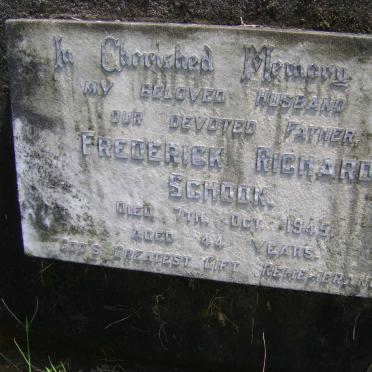 In Cherished Memory
MY BELOVED HUSBAND
OUR DEVOTED FATHER,
FREDERICK RICHARD
SCHOOK.
DIED 7TH. OCT. 1945
AGED 44 YEARS.
GOD'S GREATEST GIFT